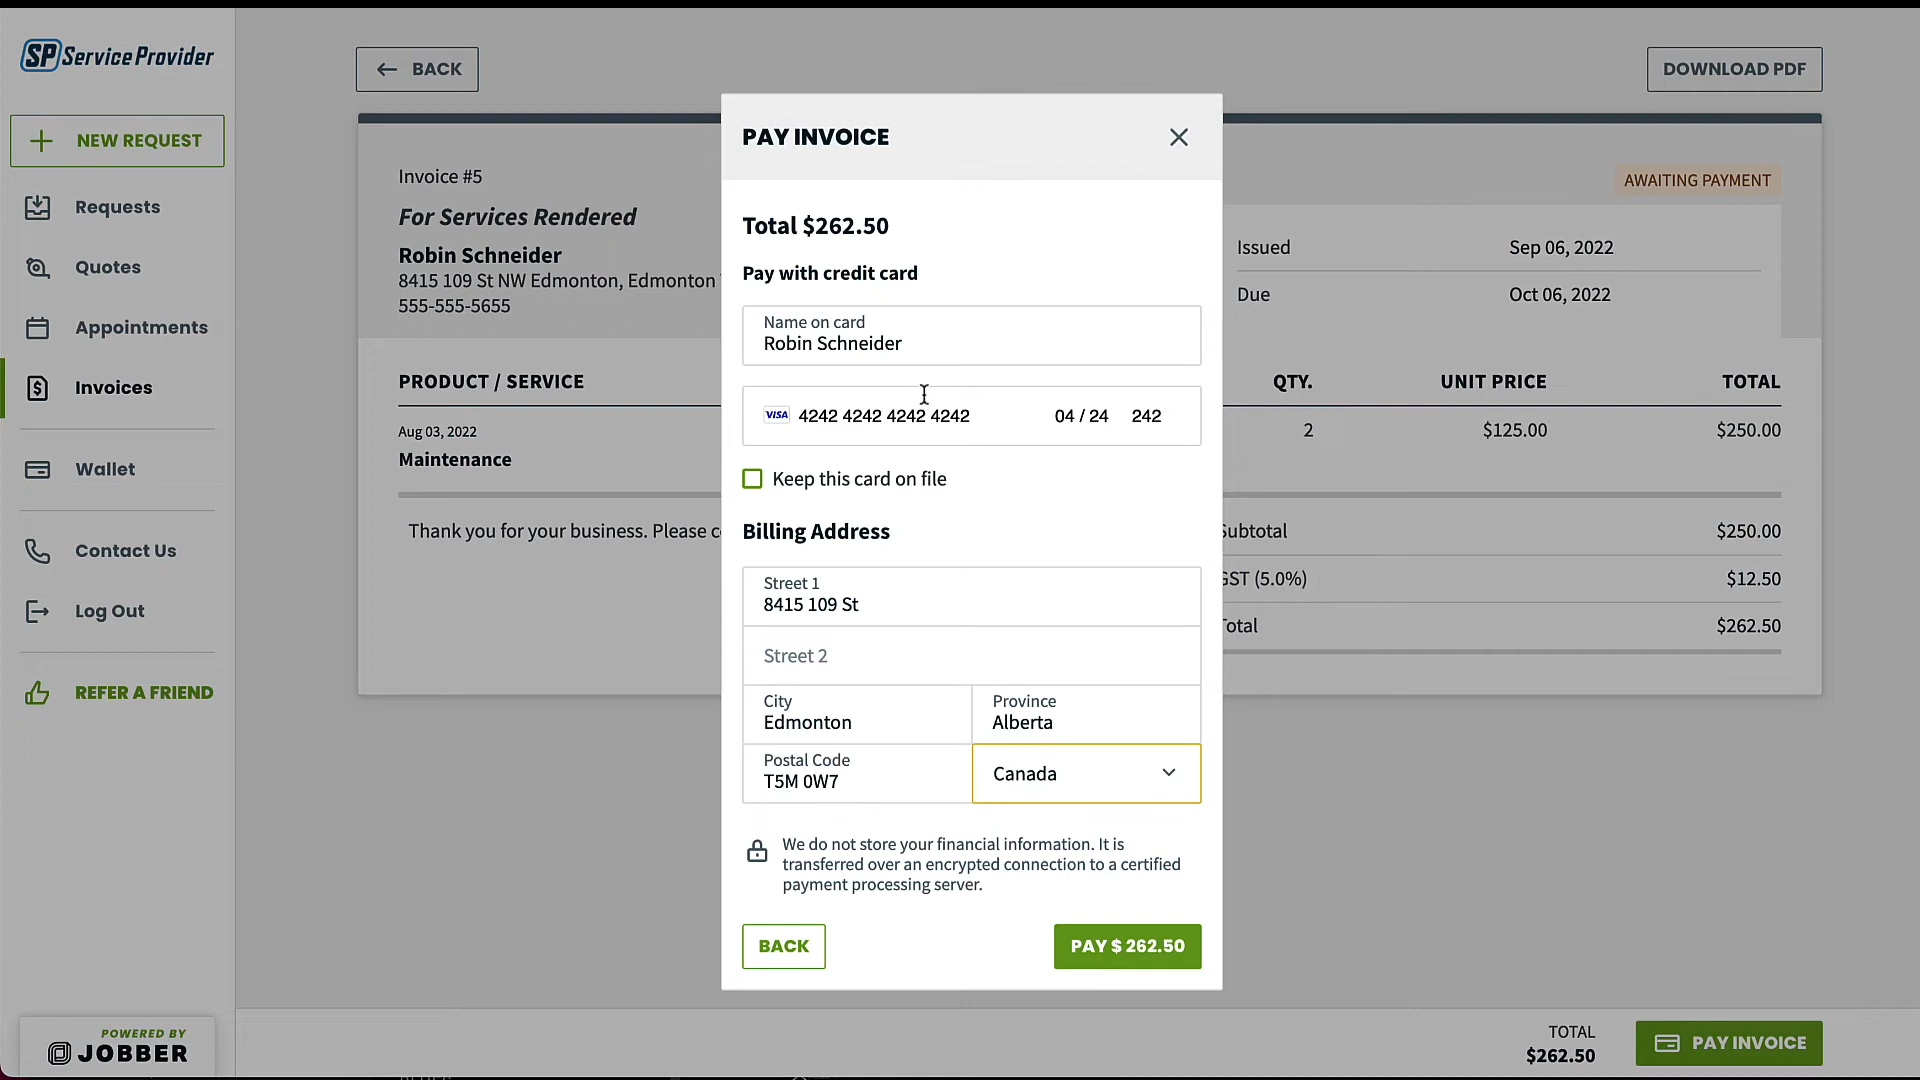 SP Service Provider
NEW REQUEST
Requests
Quotes
Appointments
Invoices
Wallet
Contact Us
Log Out
REFER A FRIEND
POWERED BY
JOBBER
BACK
DOWNLOAD PDF
Invoice #5
For Services Rendered
Robin Schneider
8415 109 St NW Edmonton, Edmonton
555-555-5655
AWAITING PAYMENT
Issued Sep 06, 2022
Due Oct 06, 2022
PRODUCT / SERVICE QTY. UNIT PRICE TOTAL
Aug 03, 2022
Maintenance
2 $125.00 $250.00
Thank you for your business. Please
Subtotal $250.00
GST (5.0%) $12.50
Total $262.50
PAY INVOICE
Total $262.50
Pay with credit card
Name on card
Robin Schneider
VISA 4242 4242 4242 4242 04 / 24 242
Keep this card on file
Billing Address
Street 1
8415 109 St
Street 2
City
Edmonton
Province
Alberta
Postal Code
T5M 0W7
Canada
We do not store your financial information. It is
transferred over an encrypted connection to a certified
payment processing server.
BACK
PAY $ 262.50
TOTAL
$262.50
PAY INVOICE